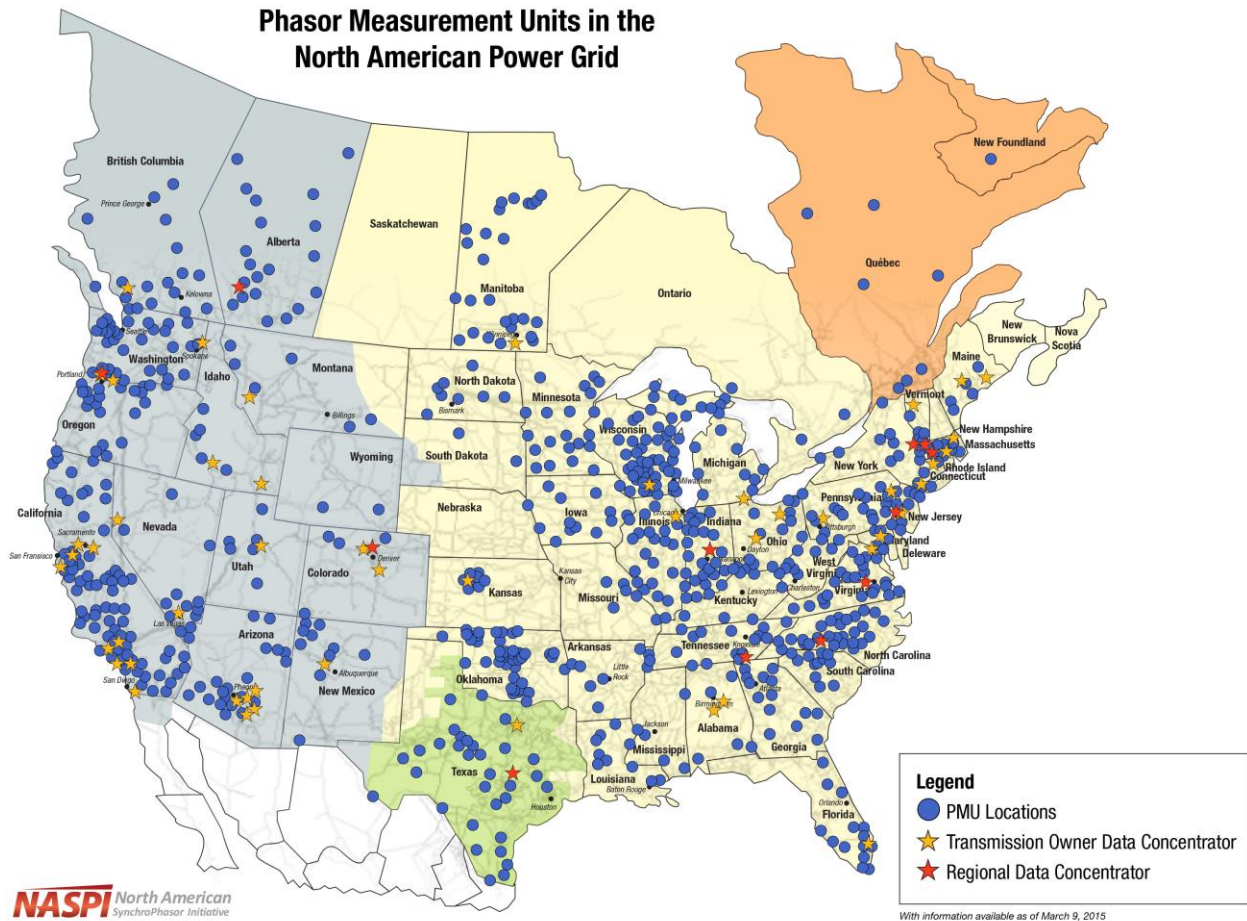 Phasor Measurement Units in the
North American Power Grid
British Columbia
Prince George
Alberta
Saskatchewan
Manitoba
Ontario
Québec
New Foundland
New
Brunswick
Nova
Scotia
Maine
Kelowna
Seattle
Winnipeg
Washington
Spokane
Portland
Idaho
Montana
Billings
North Dakota
Bismark
Minnesota
Vermont
New Hampshire
Massachusetts
Oregon
Wyoming
South Dakota
Wisconsin
Milwaukee
Michigan
New York
Rhode Island
Connecticut
California
Sacramento
San Fransisco
Nevada
Utah
Colorado
Denver
Nebraska
Iowa
Illinois
Indiana
Ohio
Dayton
Pennsylvania
Pittsburgh
New Jersey
Maryland
Deleware
West
Virginia
Charleston
Virginia
Kansas
Kansas
City
Missouri
Kentucky
Lexington
Las Vegas
Arizona
Albuquerque
New Mexico
Oklahoma
Arkansas
Little
Rock
Tennessee
Knoxville
North Carolina
South Carolina
San Diego
Phoenix
Atlanta
Birmingham
Alabama
Georgia
Jackson
Mississippi
Texas
Louisiana
Baton Rouge
Houston
Orlando
Florida
Legend
PMU Locations
Transmission Owner Data Concentrator
Regional Data Concentrator
NASPI North American
SynchroPhasor Initiative
With information available as of March 9, 2015